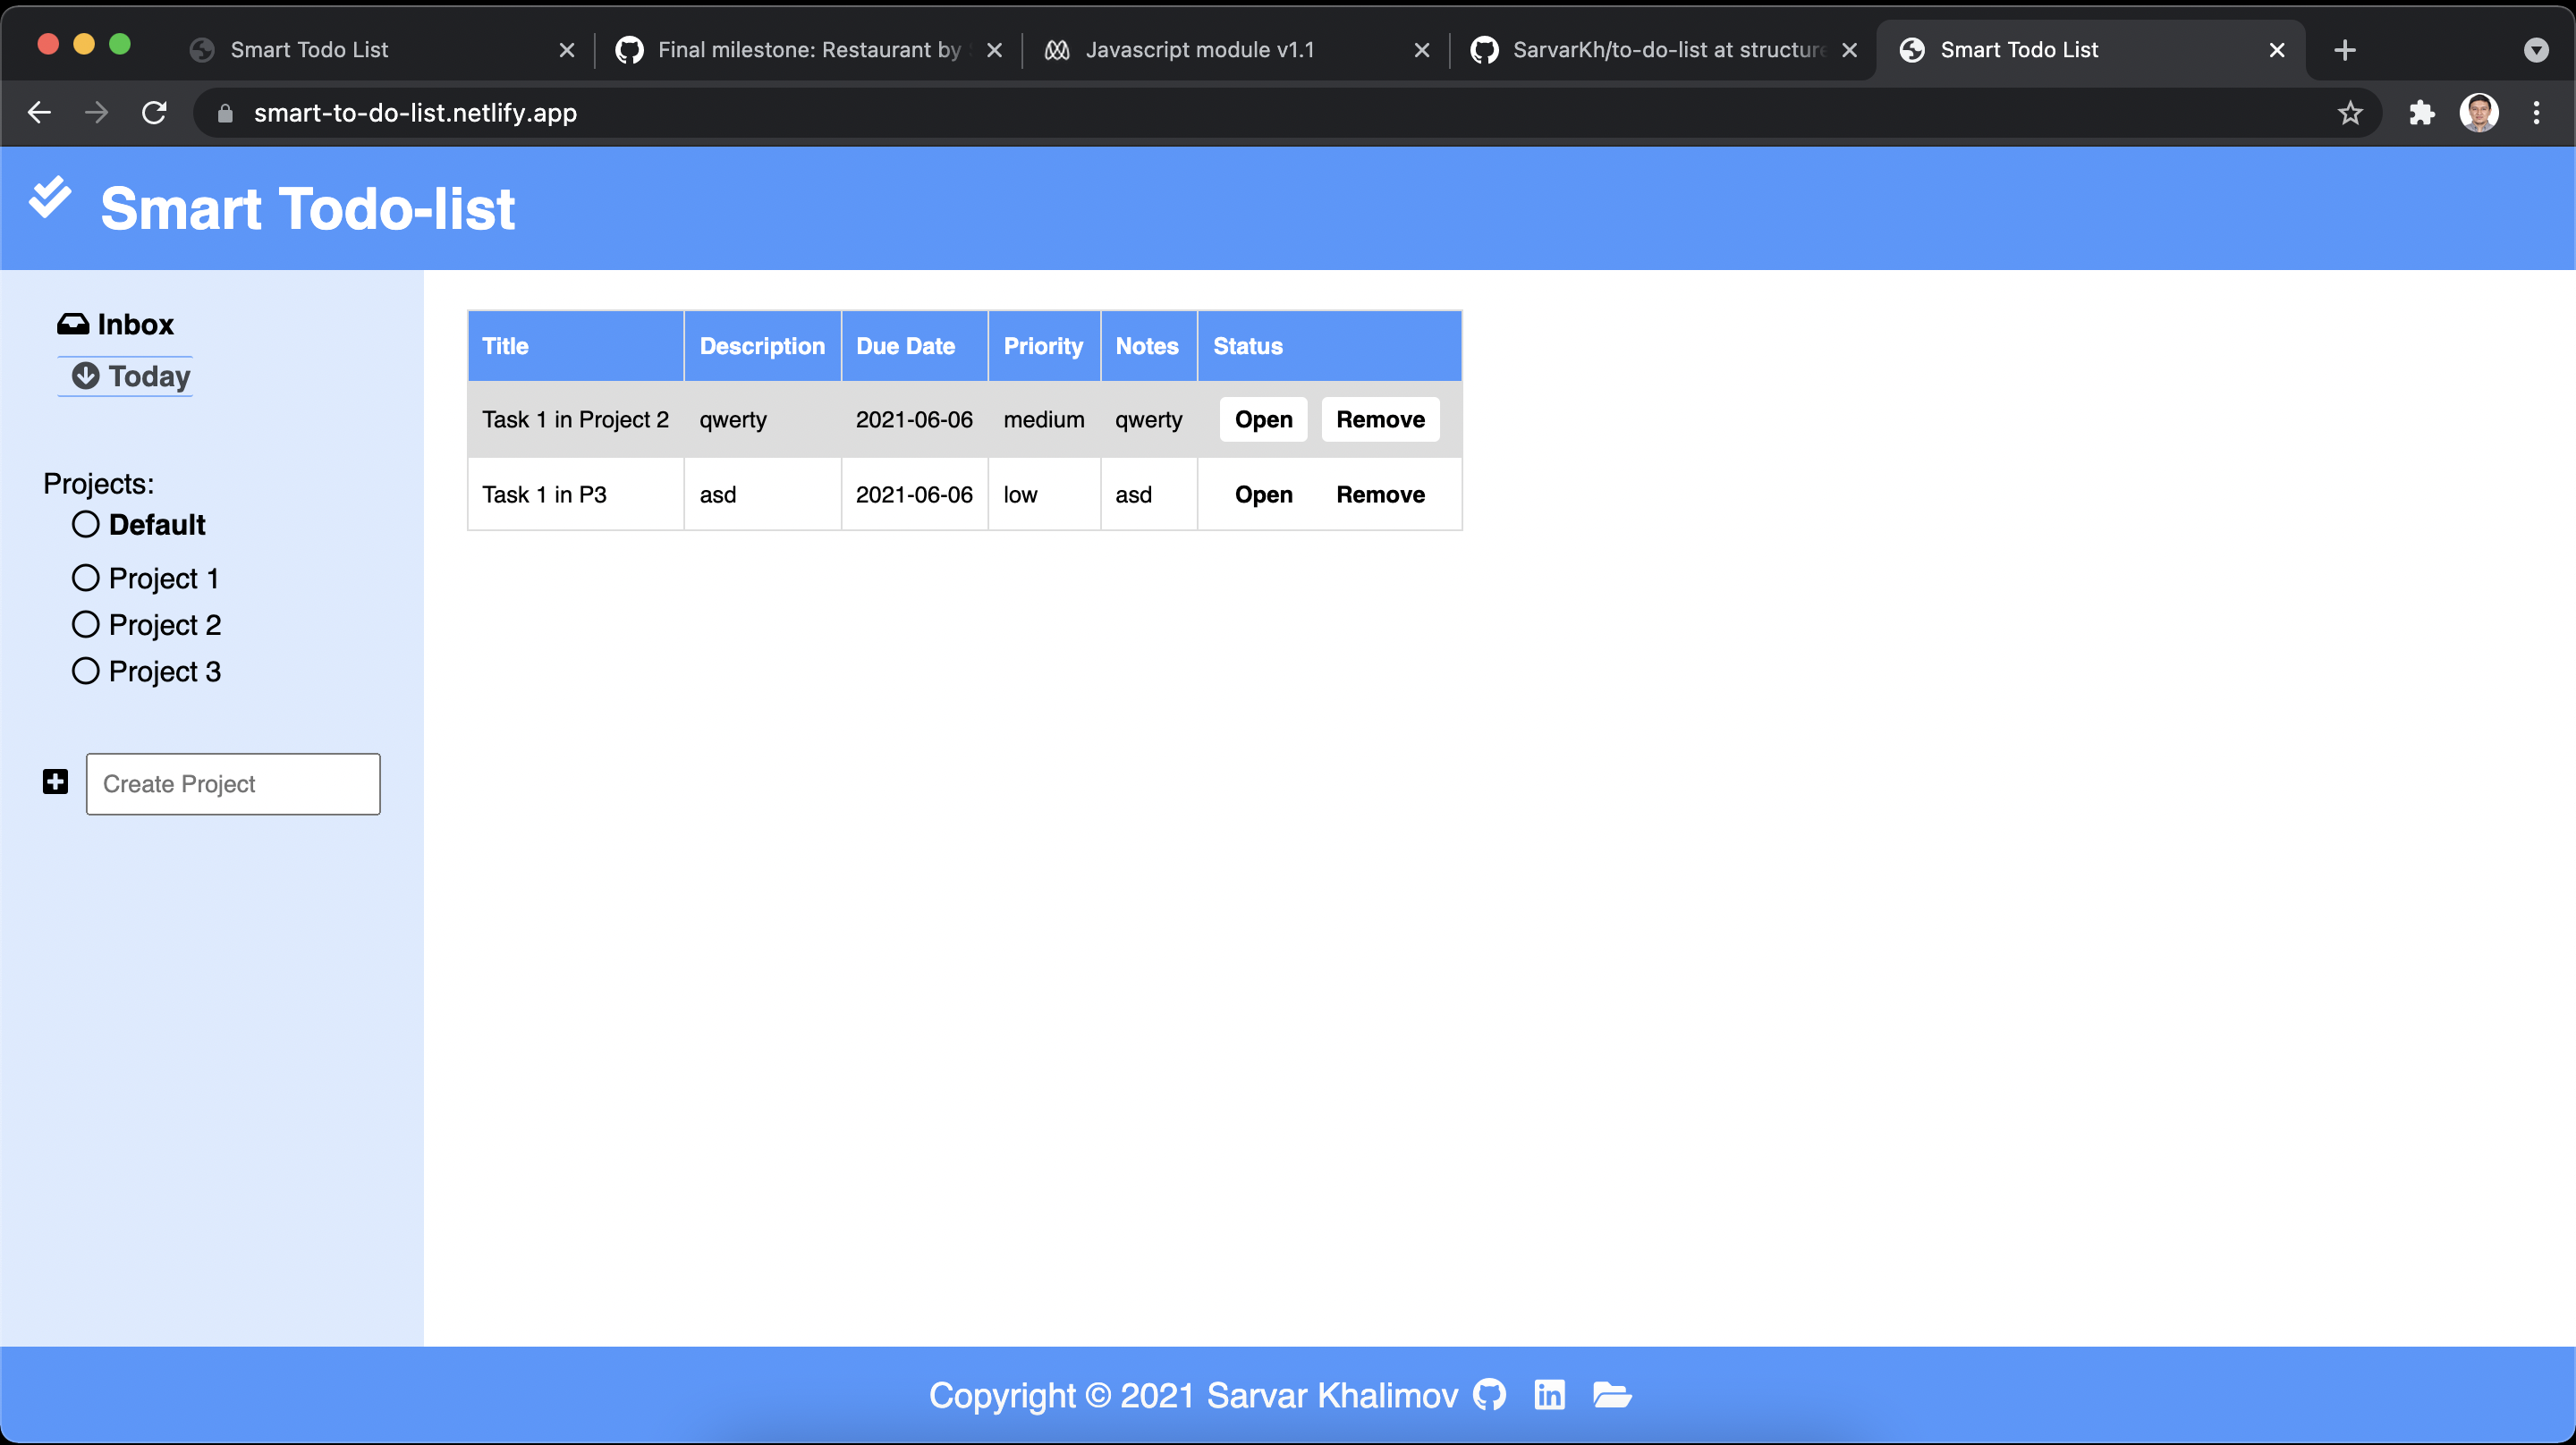 Smart Todo List
Final milestone: Restaurant by
Javascript module v1.1
SarvarKh/to-do-list at structure
Smart Todo List
smart-to-do-list.netlify.app
Smart Todo-list
Inbox
Today
Projects:
Default
Project 1
Project 2
Project 3
Create Project
Title Description Due Date Priority Notes Status
Task 1 in Project 2 qwerty 2021-06-06 medium qwerty Open Remove
Task 1 in P3 asd 2021-06-06 low asd Open Remove
Copyright © 2021 Sarvar Khalimov